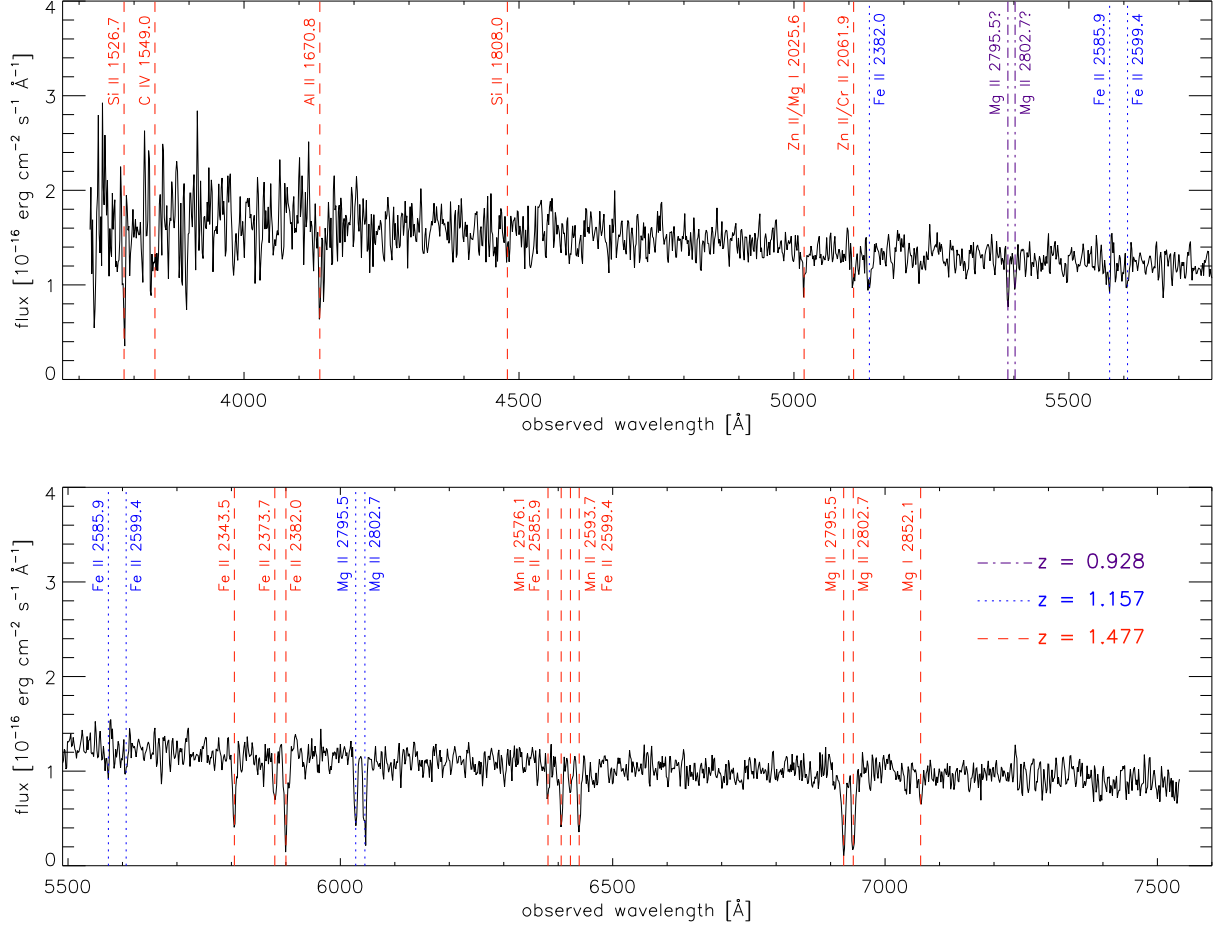 Si II 1526.7
C IV 1549.0
Al II 1670.8
Si II 1808.0
Zn II/Mg I 2025.6
Zn II/Cr II 2061.9
Fe II 2382.0
Mg II 2795.5?
Mg II 2802.7?
Fe II 2585.9
Fe II 2599.4
4
3
2
1
0
flux [10⁻¹⁶ erg cm⁻² s⁻¹ Å⁻¹]
4000
4500
5000
5500
observed wavelength [Å]
Fe II 2585.9
Fe II 2599.4
Fe II 2343.5
Fe II 2373.7
Fe II 2382.0
Mg II 2795.5
Mg II 2802.7
Mn II 2576.1
Fe II 2585.9
Mn II 2593.7
Fe II 2599.4
Mg II 2795.5
Mg II 2802.7
Mg I 2852.1
z = 0.928
z = 1.157
z = 1.477
4
3
2
1
0
flux [10⁻¹⁶ erg cm⁻² s⁻¹ Å⁻¹]
5500
6000
6500
7000
7500
observed wavelength [Å]